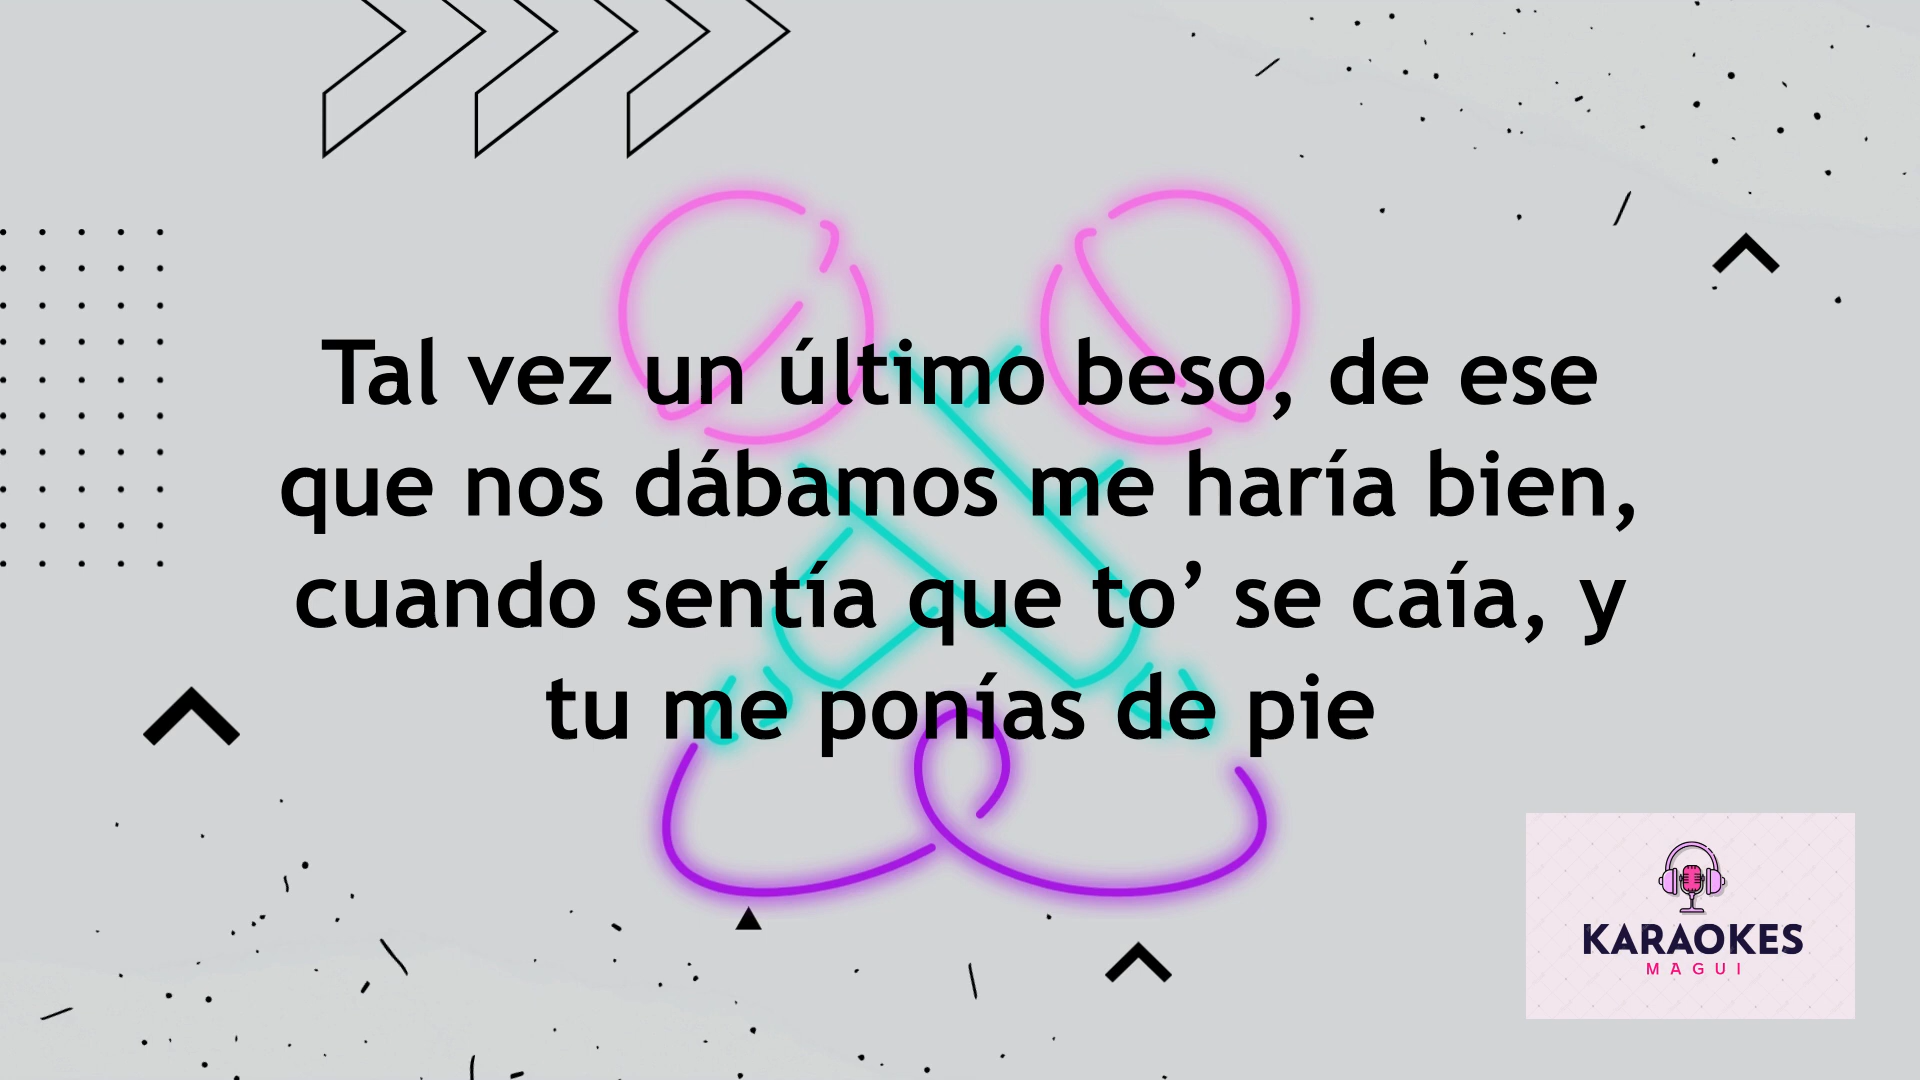 Tal vez un último beso, de ese
que nos dábamos me haría bien,
cuando sentía que to’ se caía, y
tu me ponías de pie
KARAOKES
MAGUI